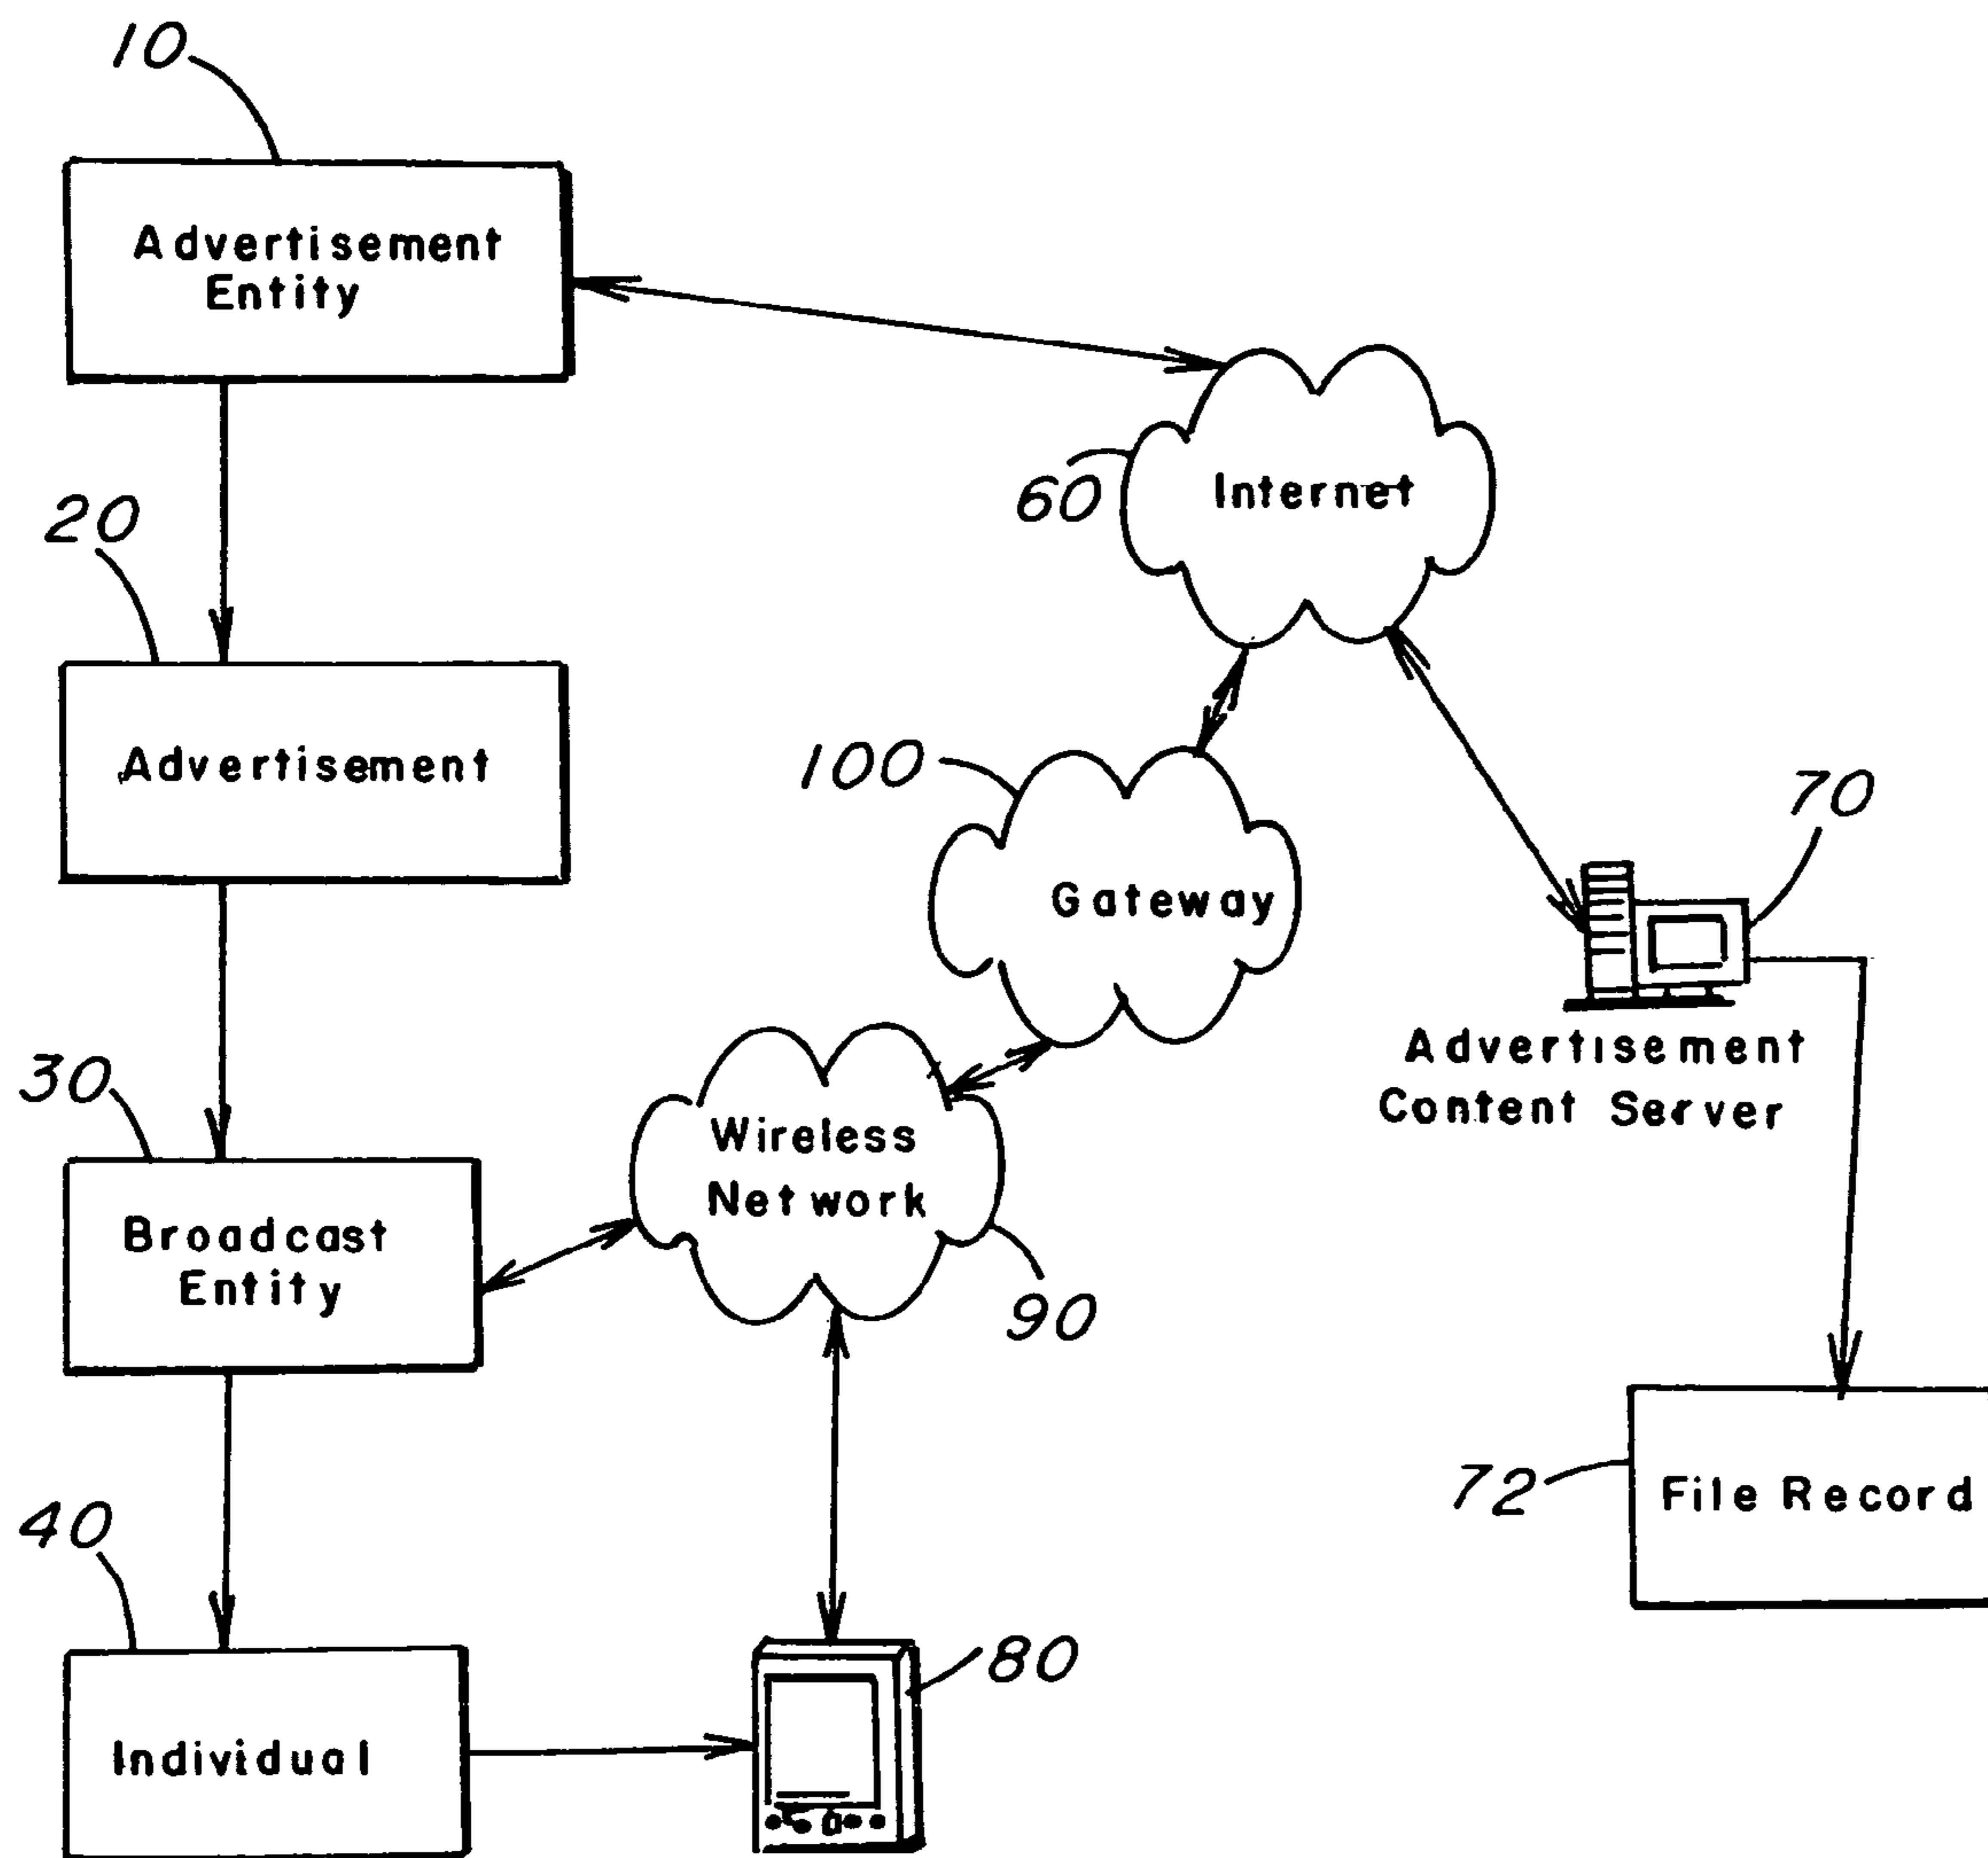 10
Advertisement
Entity
20
Advertisement
60
Internet
100
Gateway
70
Advertisement
Content Server
30
Broadcast
Entity
Wireless
Network
90
72
File Record
40
Individual
80